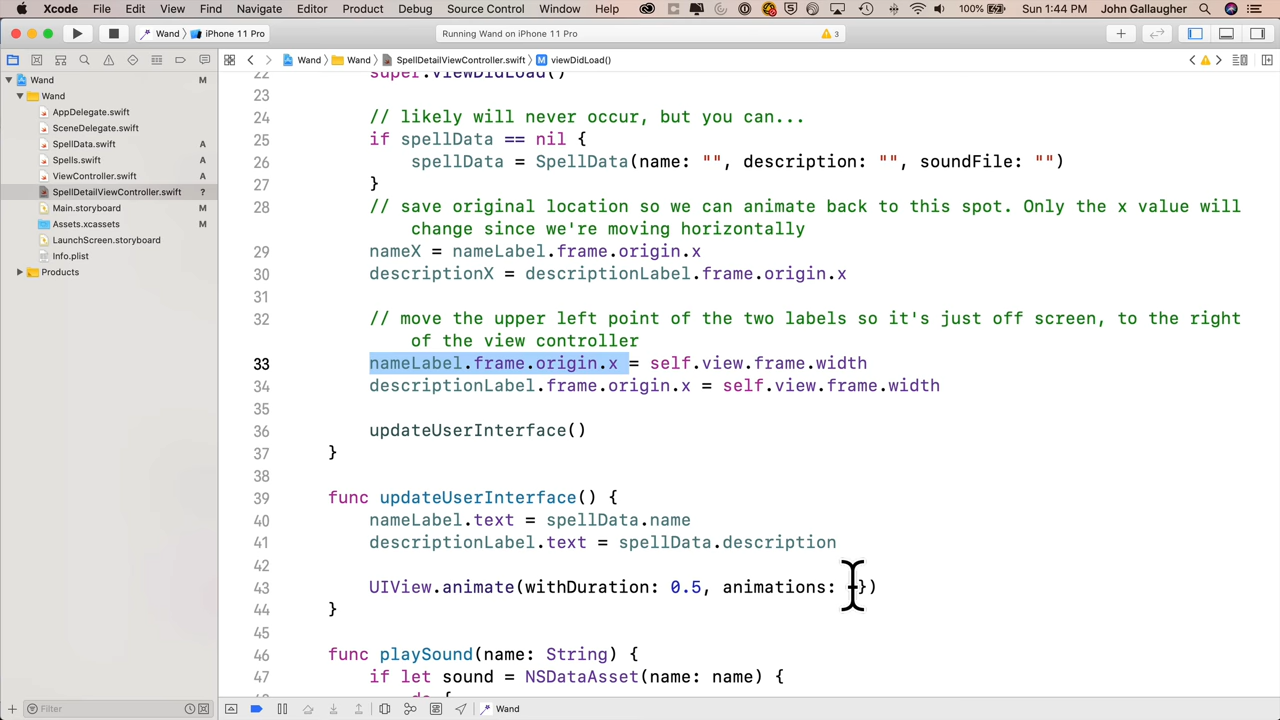 Xcode File Edit View Find Navigate Editor Product Debug Source Control Window Help 100% Sun 1:44 PM John Gallaugher
Wand iPhone 11 Pro Running Wand on iPhone 11 Pro 3
Wand Wand SpellDetailViewController.swift M viewDidLoad()
Wand M
Wand
AppDelegate.swift
SceneDelegate.swift
SpellData.swift A
Spells.swift A
ViewController.swift A
SpellDetailViewController.swift ?
Main.storyboard M
Assets.xcassets M
LaunchScreen.storyboard
Info.plist
Products
22 super.viewDidLoad()
23
24 // likely will never occur, but you can...
25 if spellData == nil {
26 spellData = SpellData(name: "", description: "", soundFile: "")
27 }
28 // save original location so we can animate back to this spot. Only the x value will
change since we're moving horizontally
29 nameX = nameLabel.frame.origin.x
30 descriptionX = descriptionLabel.frame.origin.x
31
32 // move the upper left point of the two labels so it's just off screen, to the right
of the view controller
33 nameLabel.frame.origin.x = self.view.frame.width
34 descriptionLabel.frame.origin.x = self.view.frame.width
35
36 updateUserInterface()
37 }
38
39 func updateUserInterface() {
40 nameLabel.text = spellData.name
41 descriptionLabel.text = spellData.description
42
43 UIView.animate(withDuration: 0.5, animations: })
44 }
45
46 func playSound(name: String) {
47 if let sound = NSDataAsset(name: name) {
do {
Filter Wand